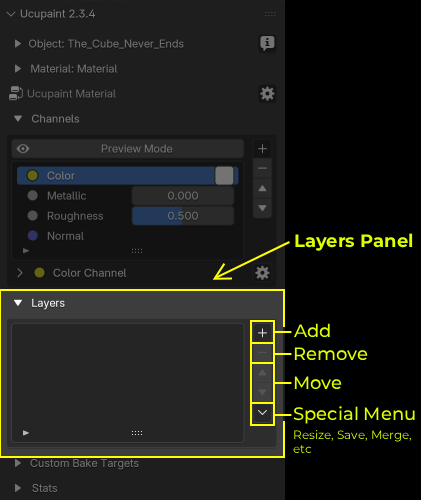 Ucupaint 2.3.4
Object: The_Cube_Never_Ends
Material: Material
Ucupaint Material
Channels
Preview Mode
Color
Metallic 0.000
Roughness 0.500
Normal
Layers Panel
Color Channel
Layers
Add
Remove
Move
Special Menu
Resize, Save, Merge,
etc
Custom Bake Targets
Stats